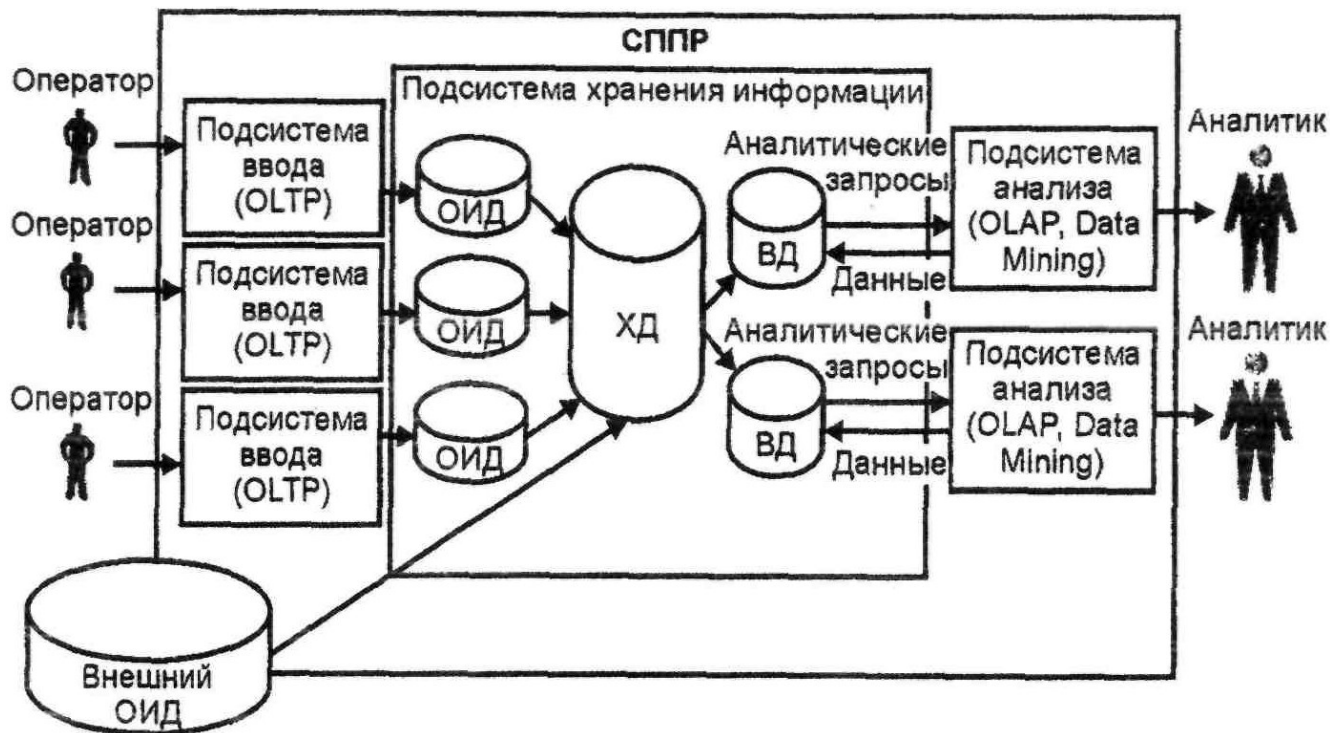 СППР
Оператор
Подсистема
ввода
(OLTP)
Оператор
Подсистема
ввода
(OLTP)
Оператор
Подсистема
ввода
(OLTP)
Подсистема хранения информации
ОИД
ОИД
ОИД
ХД
Аналитические
запросы
ВД
Данные
Аналитические
запросы
ВД
Данные
Подсистема
анализа
(OLAP, Data
Mining)
Аналитик
Подсистема
анализа
(OLAP, Data
Mining)
Аналитик
Внешний
ОИД